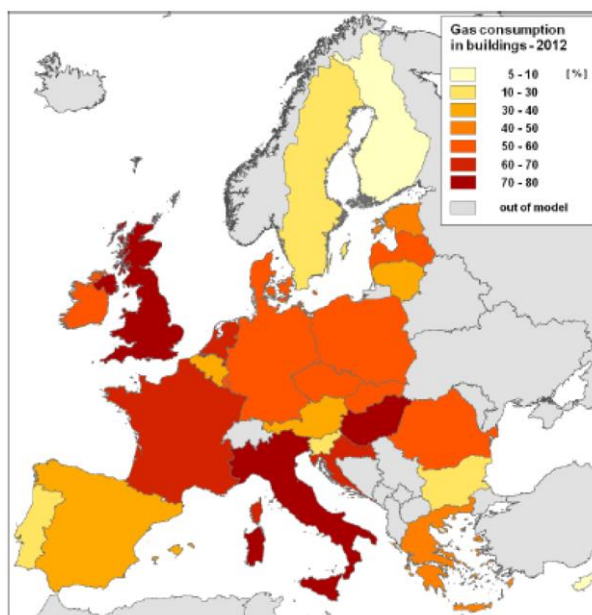 Gas consumption
in buildings - 2012
5 - 10 [%]
10 - 30
30 - 40
40 - 50
50 - 60
60 - 70
70 - 80
out of model